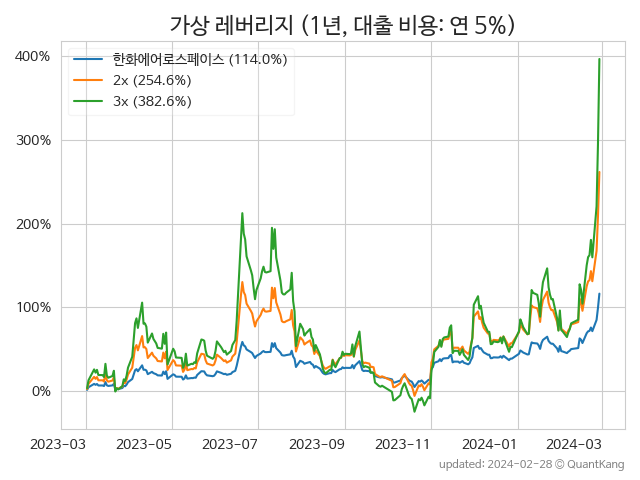 가상 레버리지 (1년, 대출 비용: 연 5%)
한화에어로스페이스 (114.0%)
2x (254.6%)
3x (382.6%)
400%
300%
200%
100%
0%
2023-03 2023-05 2023-07 2023-09 2023-11 2024-01 2024-03
updated: 2024-02-28 © QuantKang